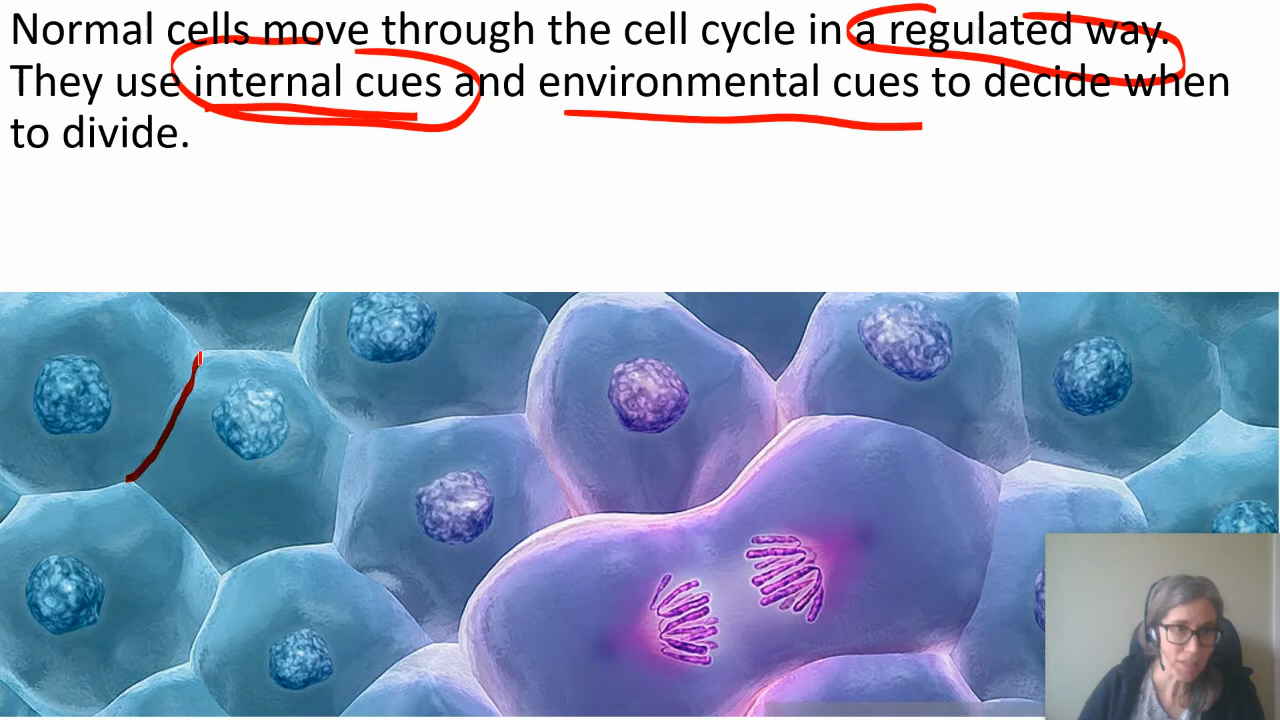 Normal cells move through the cell cycle in a regulated way.
They use internal cues and environmental cues to decide when
to divide.